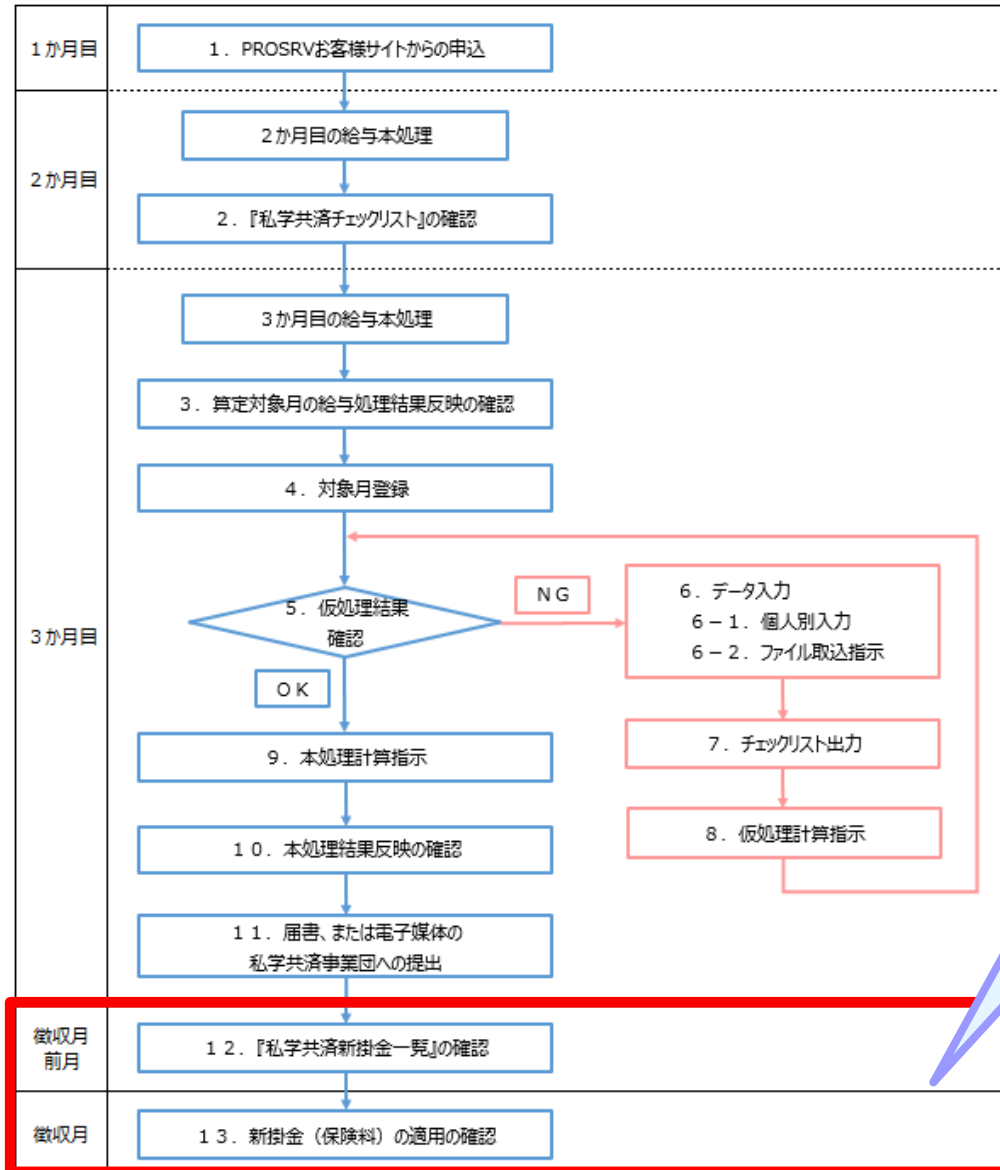 1か月目
1．PROSRVお客様サイトからの申込
2か月目
2か月目の給与本処理
2．『私学共済チェックリスト』の確認
3か月目
3か月目の給与本処理
3．算定対象月の給与処理結果反映の確認
4．対象月登録
5．仮処理結果
確認
NG
6．データ入力
6－1．個人別入力
6－2．ファイル取込指示
7．チェックリスト出力
8．仮処理計算指示
OK
9．本処理計算指示
10．本処理結果反映の確認
11．届書、または電子媒体の
私学共済事業団への提出
徴収月
前月
12．『私学共済新掛金一覧』の確認
徴収月
13．新掛金（保険料）の適用の確認